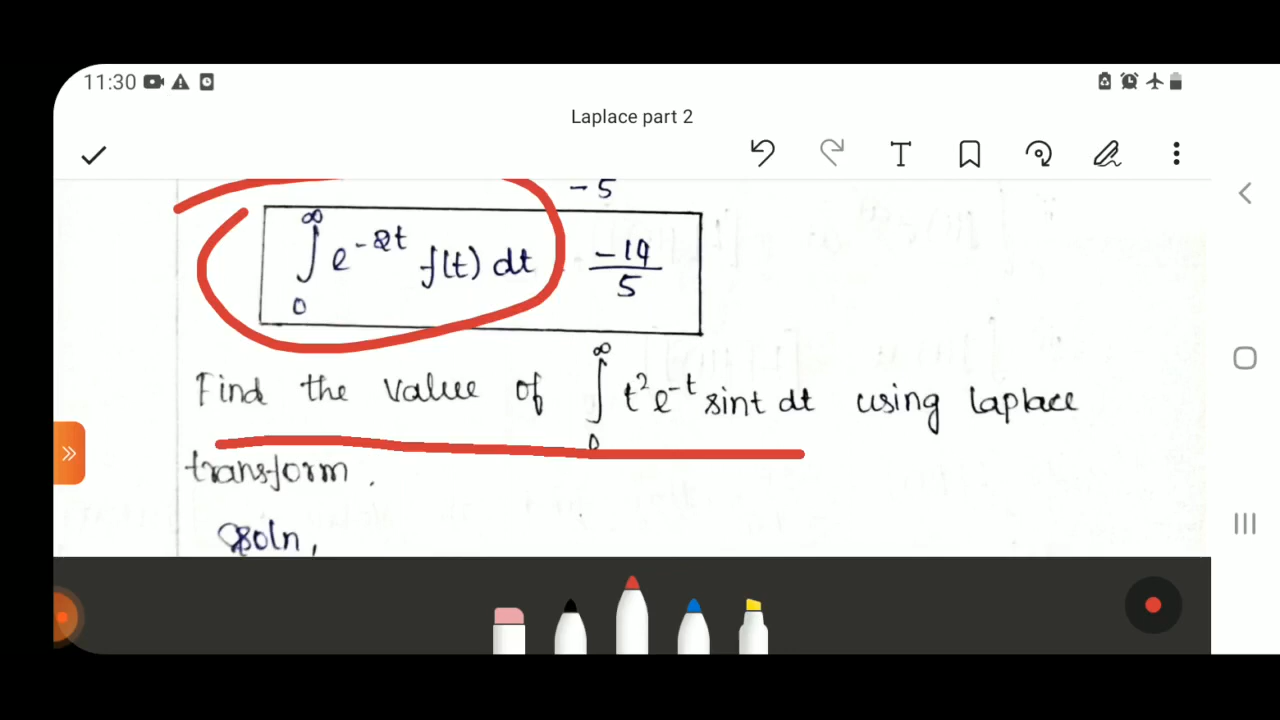 11:30
Laplace part 2
T
-5
∞
∫ e^-2t f(t) dt -14/5
0
Find the value of ∫₀^∞ t²e^-t sint dt using laplace
transform.
soln,